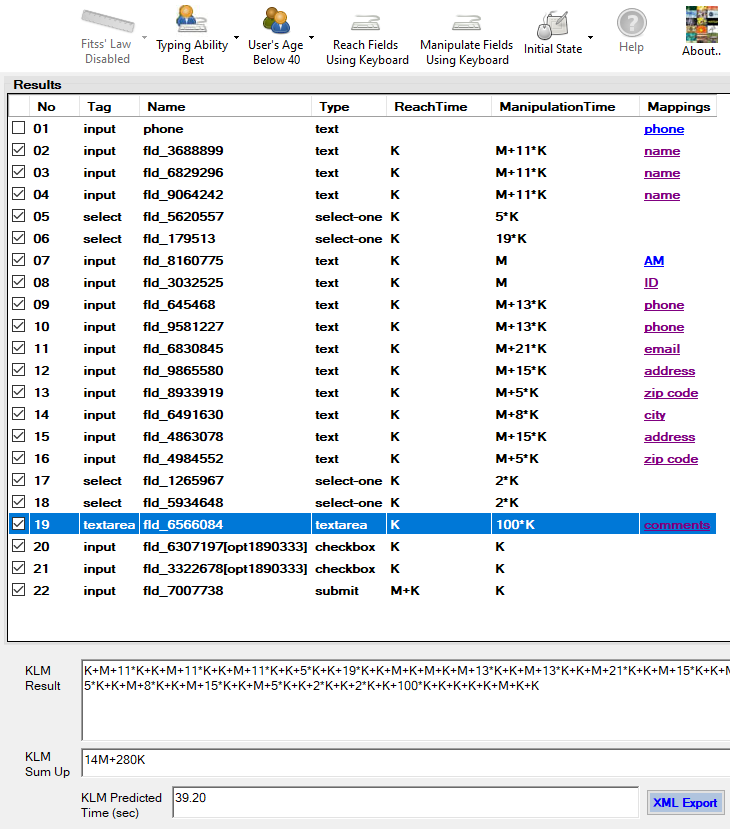 Fitss' Law
Disabled
Typing Ability
Best
User's Age
Below 40
Reach Fields
Using Keyboard
Manipulate Fields
Using Keyboard
Initial State
Help
About..
Results
No Tag Name Type ReachTime ManipulationTime Mappings
01 input phone text phone
02 input fld_3688899 text K M+11*K name
03 input fld_6829296 text K M+11*K name
04 input fld_9064242 text K M+11*K name
05 select fld_5620557 select-one K 5*K
06 select fld_179513 select-one K 19*K
07 input fld_8160775 text K M AM
08 input fld_3032525 text K M ID
09 input fld_645468 text K M+13*K phone
10 input fld_9581227 text K M+13*K phone
11 input fld_6830845 text K M+21*K email
12 input fld_9865580 text K M+15*K address
13 input fld_8933919 text K M+5*K zip code
14 input fld_6491630 text K M+8*K city
15 input fld_4863078 text K M+15*K address
16 input fld_4984552 text K M+5*K zip code
17 select fld_1265967 select-one K 2*K
18 select fld_5934648 select-one K 2*K
19 textarea fld_6566084 textarea K 100*K comments
20 input fld_6307197[opt1890333] checkbox K K
21 input fld_3322678[opt1890333] checkbox K K
22 input fld_7007738 submit M+K K
KLM
Result
K+M+11*K+K+M+11*K+K+M+11*K+K+5*K+K+19*K+K+M+K+M+K+M+13*K+K+M+13*K+K+M+21*K+K+M+15*K+K+M
5*K+K+M+8*K+K+M+15*K+K+M+5*K+K+2*K+K+2*K+K+100*K+K+K+K+K+M+K+K
KLM
Sum Up
14M+280K
KLM Predicted
Time (sec)
39.20
XML Export